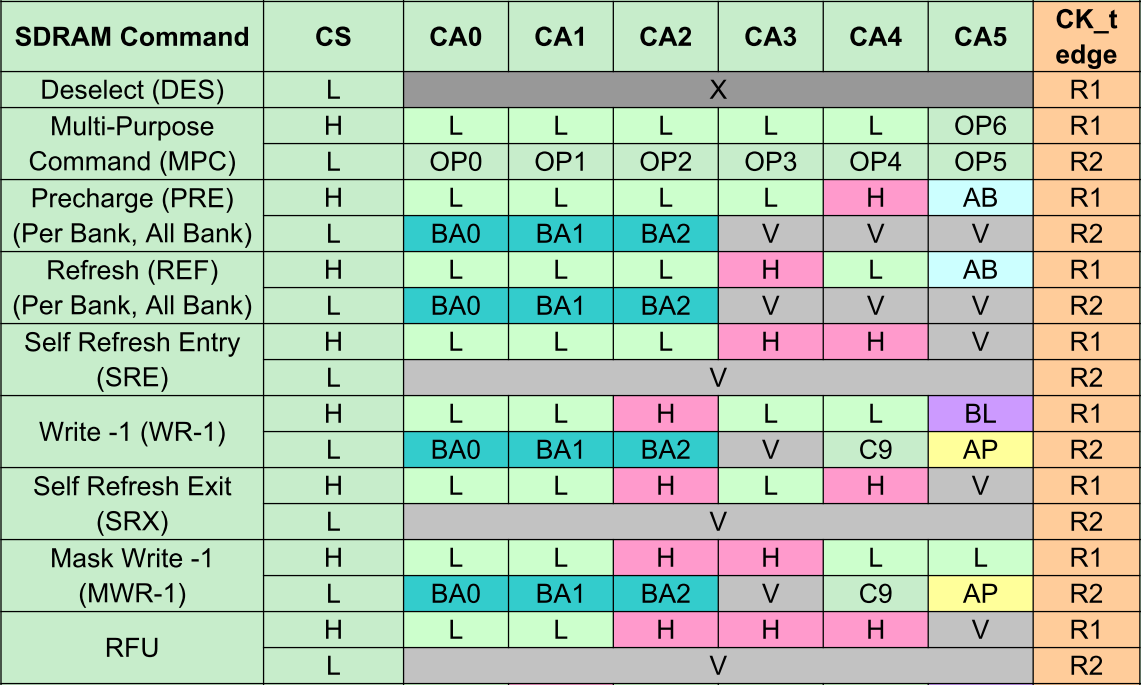 SDRAM Command CS CA0 CA1 CA2 CA3 CA4 CA5 CK_t
edge
Deselect (DES) L X R1
Multi-Purpose H L L L L L OP6 R1
Command (MPC) L OP0 OP1 OP2 OP3 OP4 OP5 R2
Precharge (PRE) H L L L L H AB R1
(Per Bank, All Bank) L BA0 BA1 BA2 V V V R2
Refresh (REF) H L L L H L AB R1
(Per Bank, All Bank) L BA0 BA1 BA2 V V V R2
Self Refresh Entry H L L L H H V R1
(SRE) L V R2
Write -1 (WR-1) H L L H L L BL R1
L BA0 BA1 BA2 V C9 AP R2
Self Refresh Exit H L L H L H V R1
(SRX) L V R2
Mask Write -1 H L L H H L L R1
(MWR-1) L BA0 BA1 BA2 V C9 AP R2
RFU H L L H H H V R1
L V R2